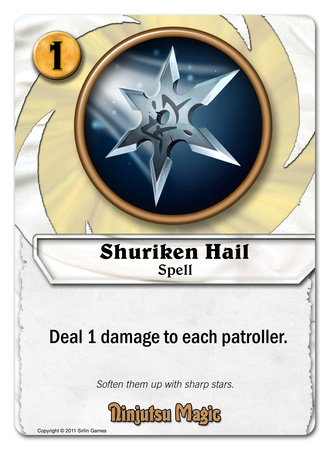 1
Shuriken Hail
Spell
Deal 1 damage to each patroller.
Soften them up with sharp stars.
Ninjutsu Magic
Copyright © 2011 Sirlin Games